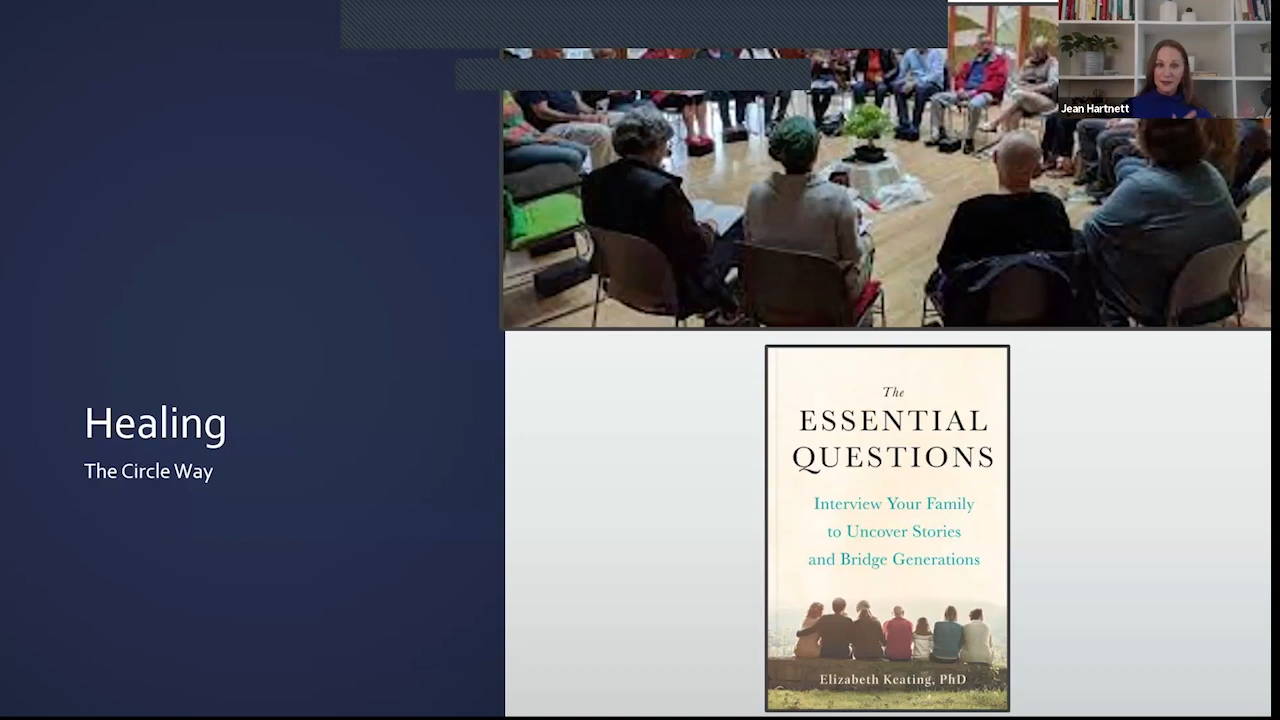 Jean Hartnett
Healing
The Circle Way
The
ESSENTIAL
QUESTIONS
Interview Your Family
to Uncover Stories
and Bridge Generations
Elizabeth Keating, PhD